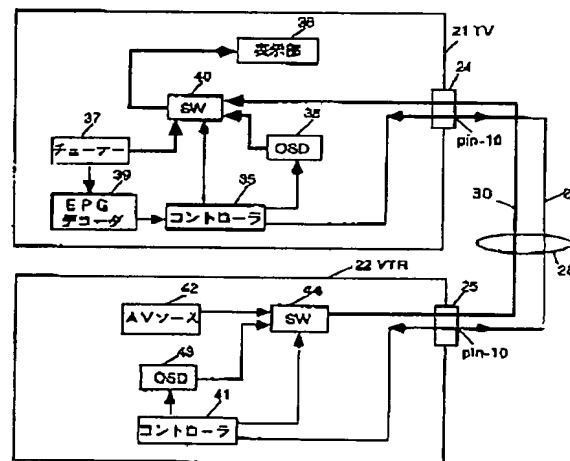 38
21 TV
表示部
24
40
SW
37
チューナー
OSD
39
35
pin-10
EPG
デコーダ
コントローラ
30
28
22 VTR
42
44
25
AVソース
SW
43
OSD
pin-10
41
コントローラ